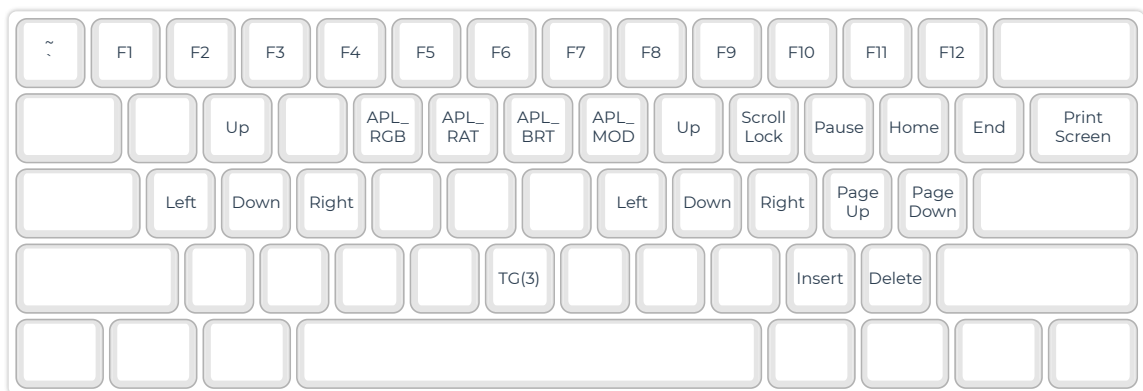 ~
`
F1
F2
F3
F4
F5
F6
F7
F8
F9
F10
F11
F12
Up
APL_
RGB
APL_
RAT
APL_
BRT
APL_
MOD
Up
Scroll
Lock
Pause
Home
End
Print
Screen
Left
Down
Right
Left
Down
Right
Page
Up
Page
Down
TG(3)
Insert
Delete